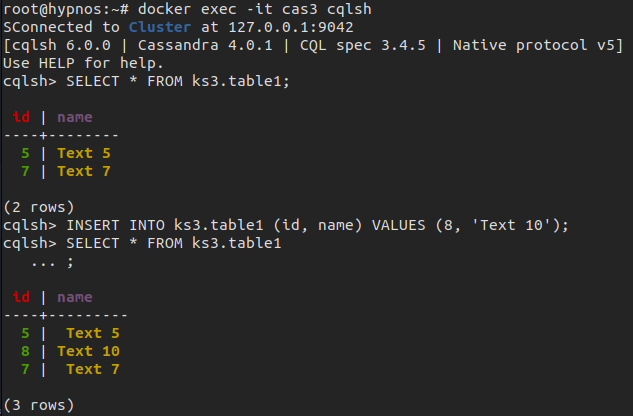 root@hypnos:~# docker exec -it cas3 cqlsh
SConnected to Cluster at 127.0.0.1:9042
[cqlsh 6.0.0 | Cassandra 4.0.1 | CQL spec 3.4.5 | Native protocol v5]
Use HELP for help.
cqlsh> SELECT * FROM ks3.table1;

 id | name
----+--------
  5 | Text 5
  7 | Text 7

(2 rows)
cqlsh> INSERT INTO ks3.table1 (id, name) VALUES (8, 'Text 10');
cqlsh> SELECT * FROM ks3.table1
   ... ;

 id | name
----+---------
  5 |  Text 5
  8 | Text 10
  7 |  Text 7

(3 rows)